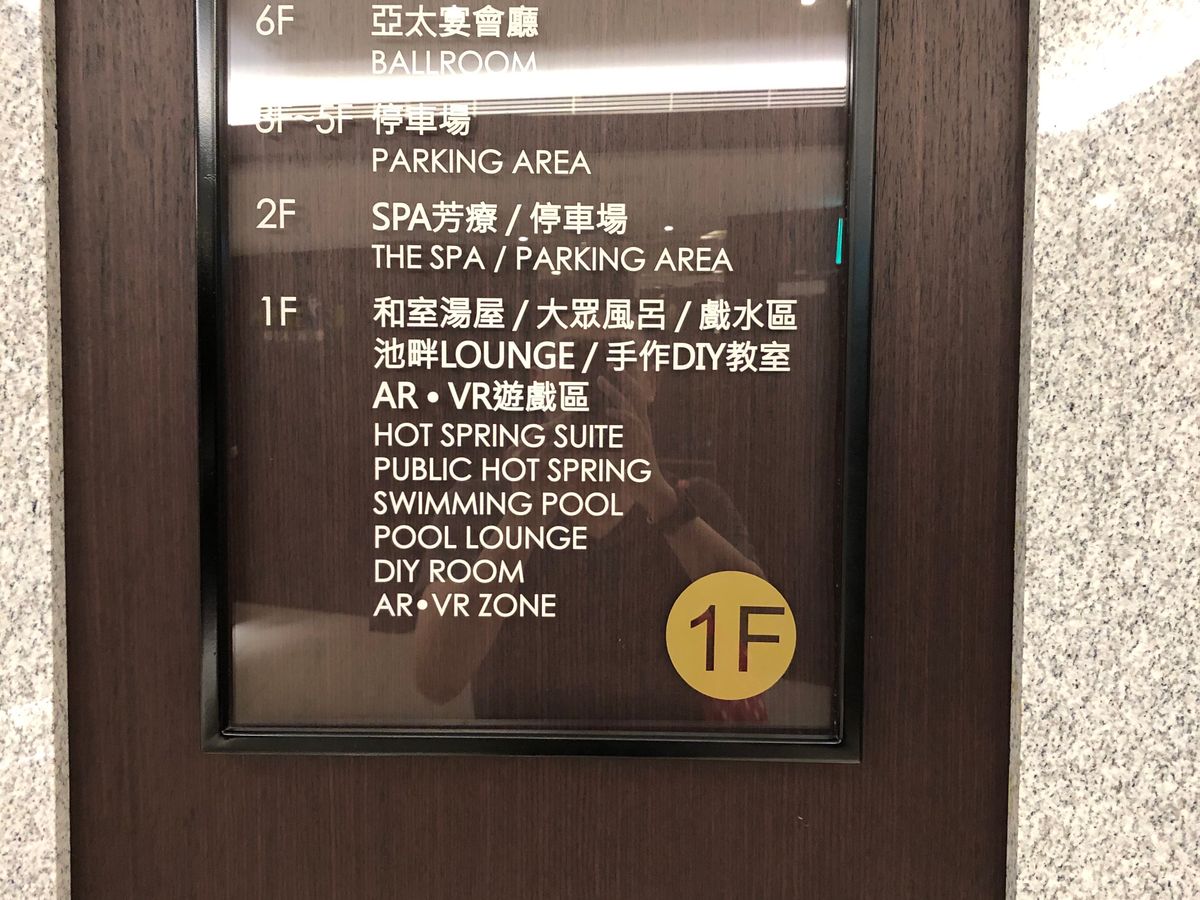 6F 亞太宴會廳
BALLROOM
3F~5F 停車場
PARKING AREA
2F SPA芳療 / 停車場
THE SPA / PARKING AREA
1F 和室湯屋 / 大眾風呂 / 戲水區
池畔LOUNGE / 手作DIY教室
AR • VR遊戲區
HOT SPRING SUITE
PUBLIC HOT SPRING
SWIMMING POOL
POOL LOUNGE
DIY ROOM
AR•VR ZONE
1F